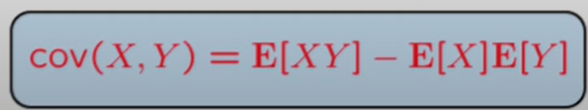 cov(X, Y) = E[XY] − E[X]E[Y]